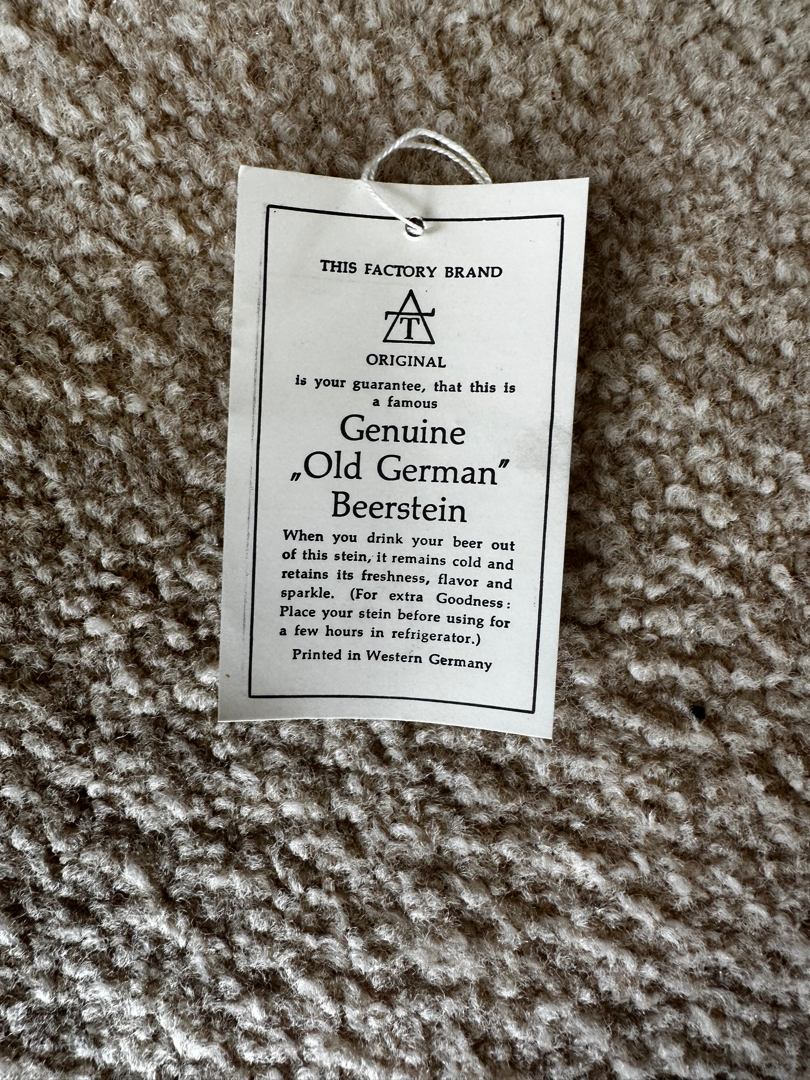 THIS FACTORY BRAND
T
ORIGINAL
is your guarantee, that this is
a famous
Genuine
„Old German”
Beerstein
When you drink your beer out
of this stein, it remains cold and
retains its freshness, flavor and
sparkle. (For extra Goodness:
Place your stein before using for
a few hours in refrigerator.)
Printed in Western Germany